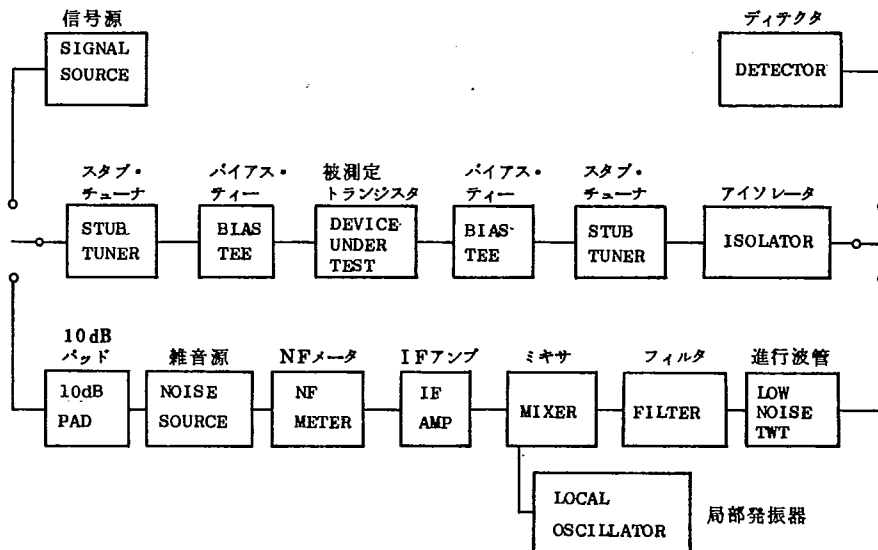 信号源
SIGNAL
SOURCE
ディテクタ
DETECTOR
スタブ・
チューナ
STUB
TUNER
バイアス・
ティー
BIAS
TEE
被測定
トランジスタ
DEVICE
UNDER
TEST
バイアス・
ティー
BIAS-
TEE
スタブ・
チューナ
STUB
TUNER
アイソレータ
ISOLATOR
10dB
パッド
10dB
PAD
雑音源
NOISE
SOURCE
NFメータ
NF
METER
IFアンプ
IF
AMP
ミキサ
MIXER
フィルタ
FILTER
進行波管
LOW
NOISE
TWT
LOCAL
OSCILLATOR
局部発振器